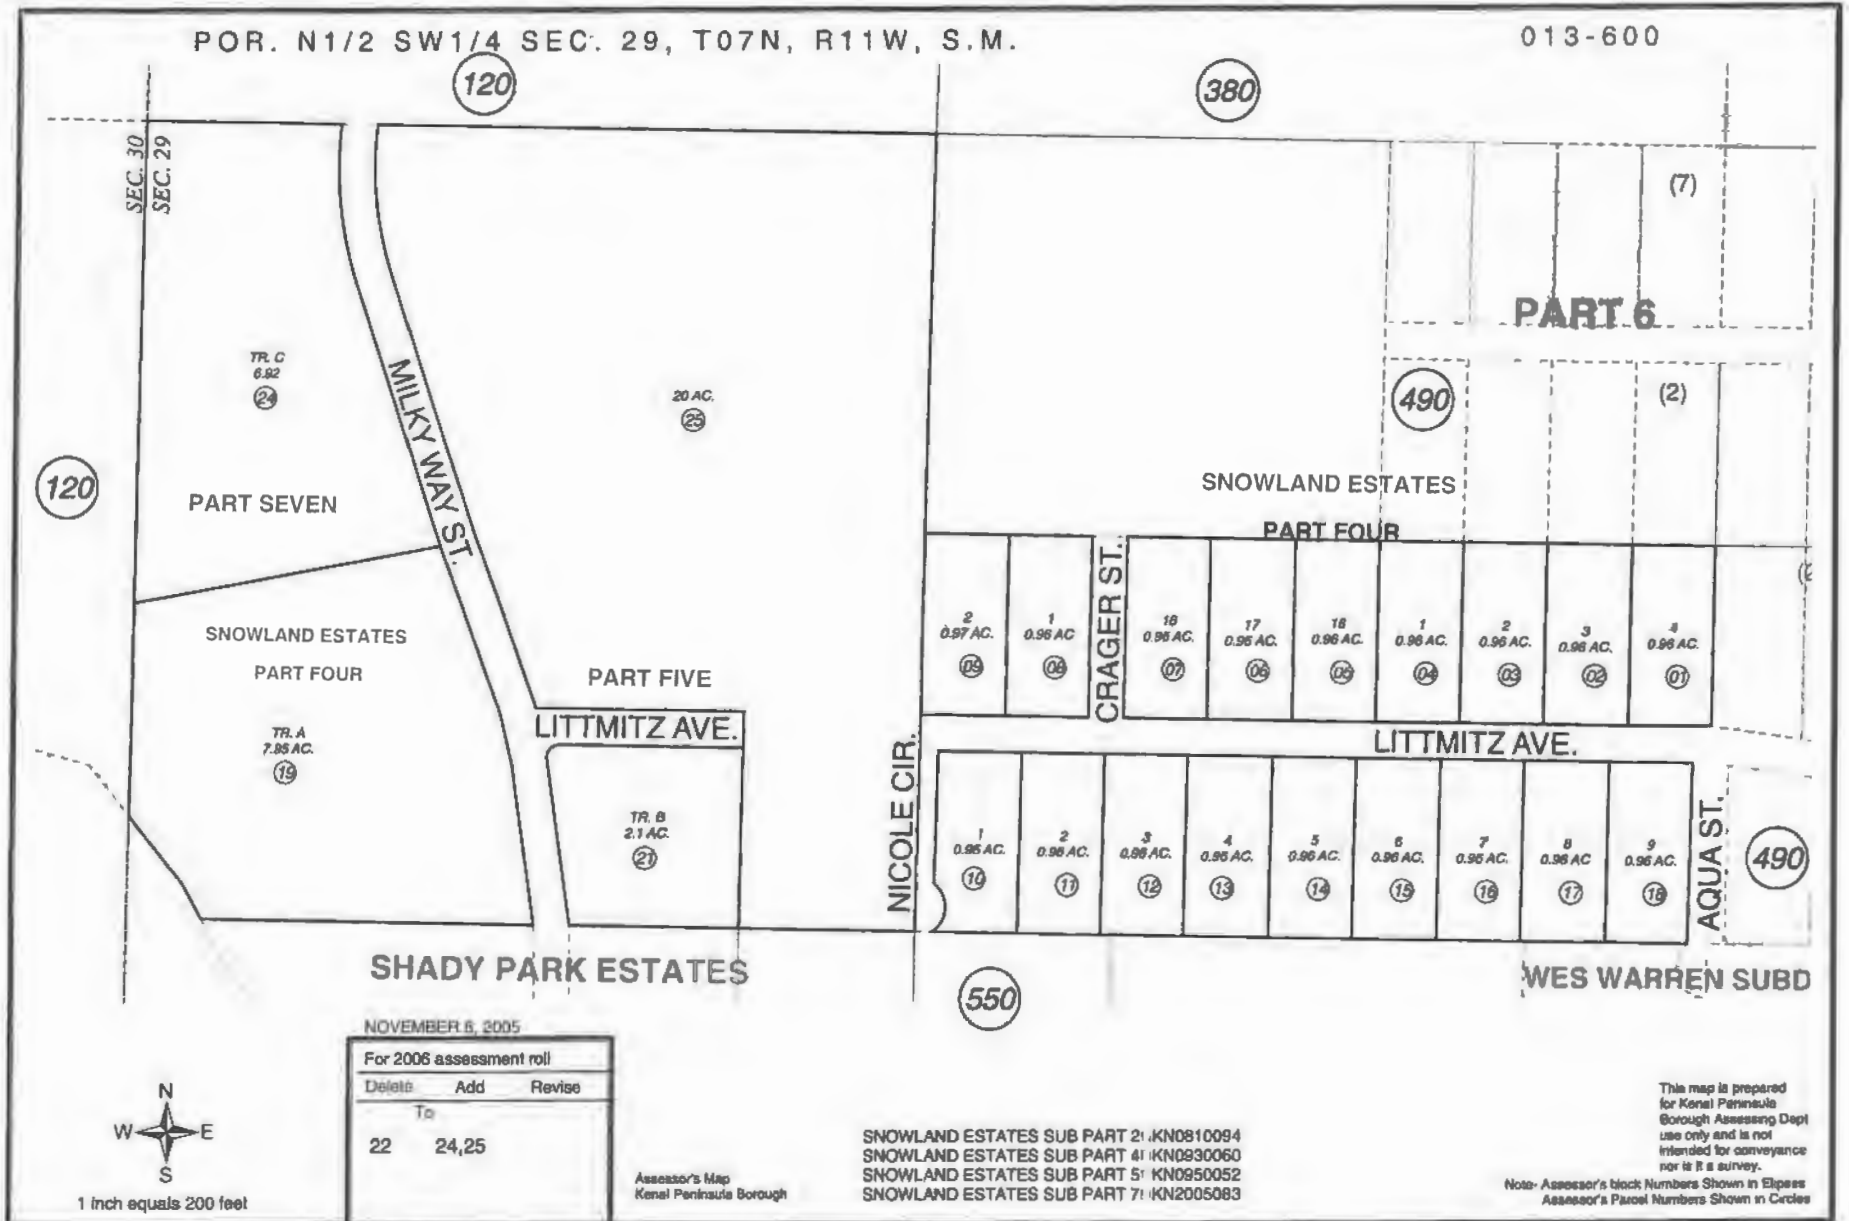 POR. N1/2 SW1/4 SEC. 29, T07N, R11W, S.M.
013-600
120
380
SEC. 30
SEC. 29
(7)
PART 6
TR. C
6.92
24
MILKY WAY ST.
20 AC.
25
490
(2)
120
PART SEVEN
SNOWLAND ESTATES
PART FOUR
SNOWLAND ESTATES
PART FOUR
TR. A
7.95 AC.
19
PART FIVE
LITTMITZ AVE.
TR. B
2.1 AC.
21
NICOLE CIR.
2
0.97 AC.
09
1
0.96 AC
08
CRAGER ST.
16
0.96 AC.
07
17
0.96 AC.
06
18
0.96 AC.
05
1
0.96 AC.
04
2
0.96 AC.
03
3
0.96 AC.
02
4
0.96 AC.
01
LITTMITZ AVE.
1
0.96 AC.
10
2
0.96 AC.
11
3
0.96 AC.
12
4
0.96 AC.
13
5
0.96 AC.
14
6
0.96 AC.
15
7
0.96 AC.
16
8
0.96 AC
17
9
0.96 AC.
18
AQUA ST.
490
SHADY PARK ESTATES
550
WES WARREN SUBD
NOVEMBER 8, 2005
For 2006 assessment roll
Delete Add Revise
To
22 24,25
N
W E
S
1 inch equals 200 feet
Assessor's Map
Kenai Peninsula Borough
SNOWLAND ESTATES SUB PART 2 KN0810094
SNOWLAND ESTATES SUB PART 4 KN0930060
SNOWLAND ESTATES SUB PART 5 KN0950052
SNOWLAND ESTATES SUB PART 7 KN2005083
This map is prepared
for Kenai Peninsula
Borough Assessing Dept
use only and is not
intended for conveyance
nor is it a survey.
Note- Assessor's block Numbers Shown in Elipses
Assessor's Parcel Numbers Shown in Circles